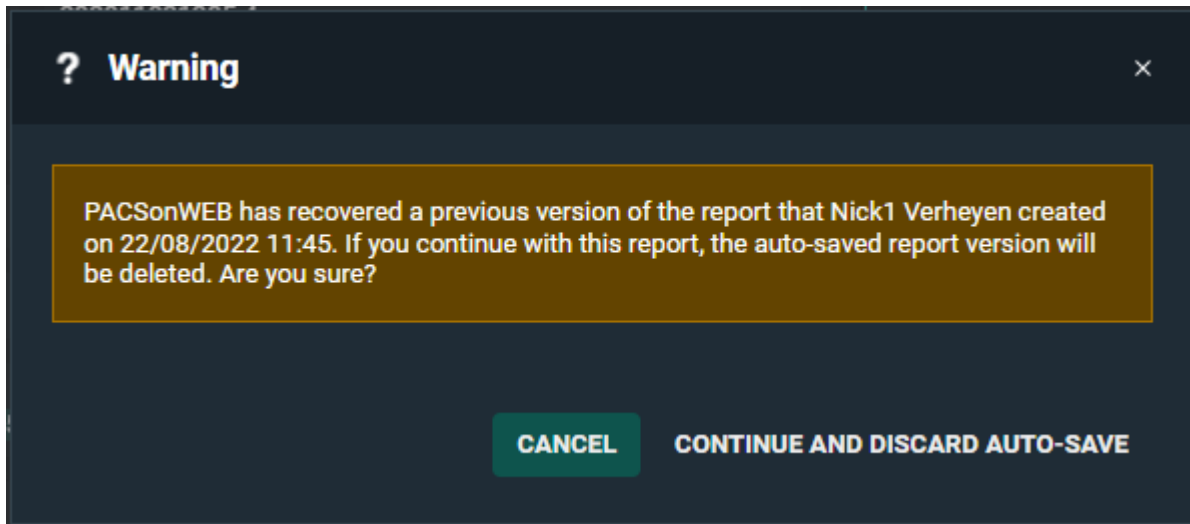 ? Warning
×
PACSonWEB has recovered a previous version of the report that Nick1 Verheyen created
on 22/08/2022 11:45. If you continue with this report, the auto-saved report version will
be deleted. Are you sure?
CANCEL CONTINUE AND DISCARD AUTO-SAVE